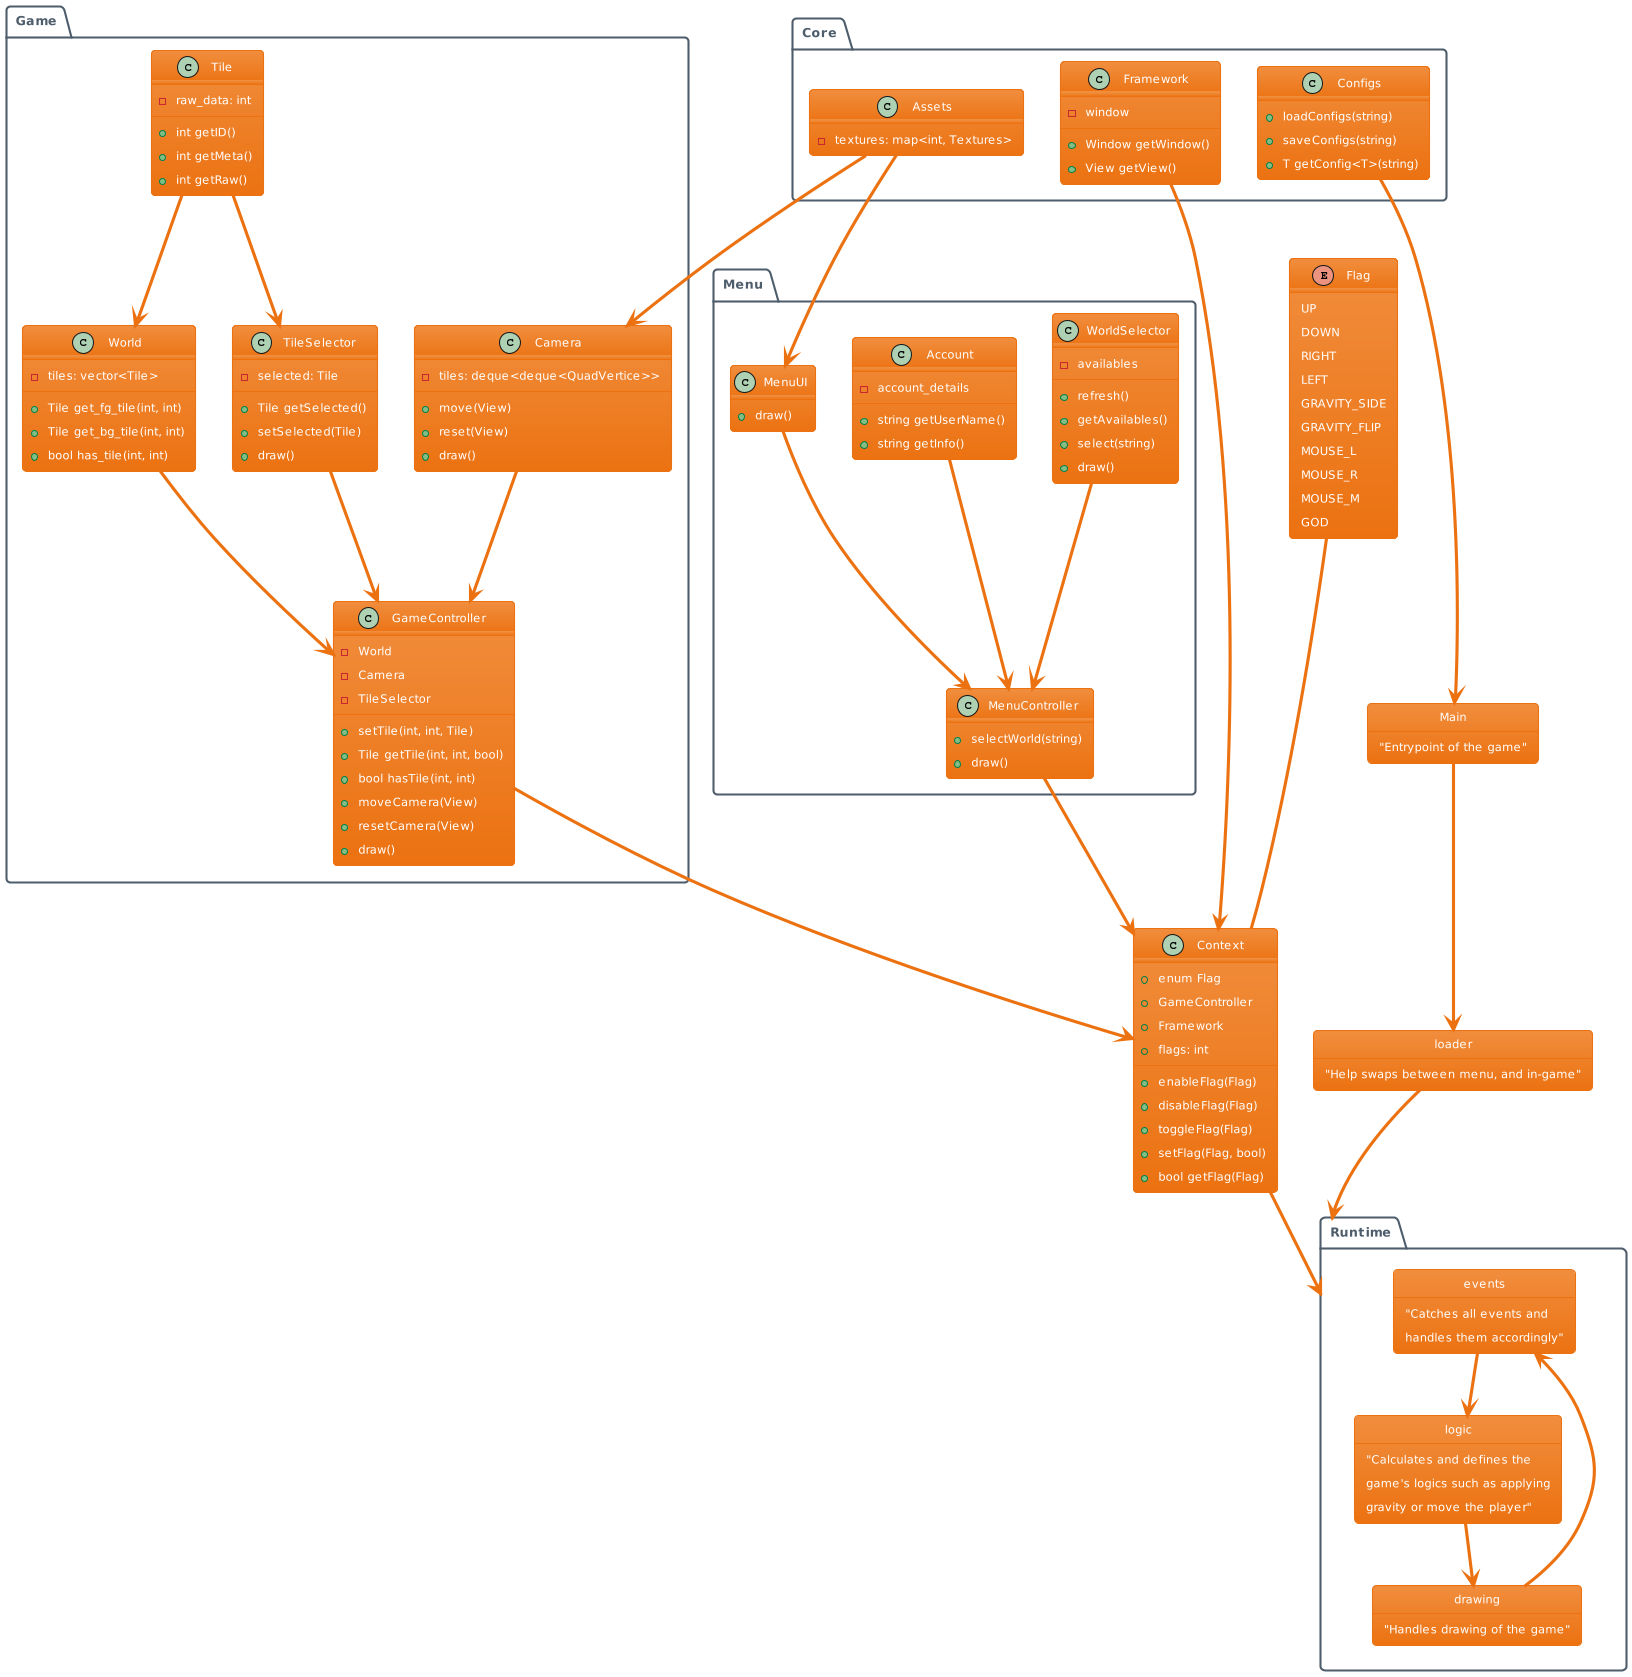 Game
C Tile
raw_data: int
int getID()
int getMeta()
int getRaw()
C World
tiles: vector<Tile>
Tile get_fg_tile(int, int)
Tile get_bg_tile(int, int)
bool has_tile(int, int)
C TileSelector
selected: Tile
Tile getSelected()
setSelected(Tile)
draw()
C Camera
tiles: deque<deque<QuadVertice>>
move(View)
reset(View)
draw()
C GameController
World
Camera
TileSelector
setTile(int, int, Tile)
Tile getTile(int, int, bool)
bool hasTile(int, int)
moveCamera(View)
resetCamera(View)
draw()
Core
C Assets
textures: map<int, Textures>
C Framework
window
Window getWindow()
View getView()
C Configs
loadConfigs(string)
saveConfigs(string)
T getConfig<T>(string)
Menu
C MenuUI
draw()
C Account
account_details
string getUserName()
string getInfo()
C WorldSelector
availables
refresh()
getAvailables()
select(string)
draw()
C MenuController
selectWorld(string)
draw()
E Flag
UP
DOWN
RIGHT
LEFT
GRAVITY_SIDE
GRAVITY_FLIP
MOUSE_L
MOUSE_R
MOUSE_M
GOD
Main
"Entrypoint of the game"
C Context
enum Flag
GameController
Framework
flags: int
enableFlag(Flag)
disableFlag(Flag)
toggleFlag(Flag)
setFlag(Flag, bool)
bool getFlag(Flag)
loader
"Help swaps between menu, and in-game"
Runtime
events
"Catches all events and
handles them accordingly"
logic
"Calculates and defines the
game's logics such as applying
gravity or move the player"
drawing
"Handles drawing of the game"